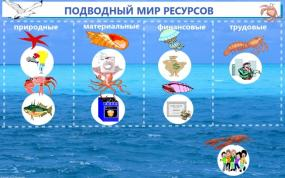 ПОДВОДНЫЙ МИР РЕСУРСОВ
природные материальные финансовые трудовые